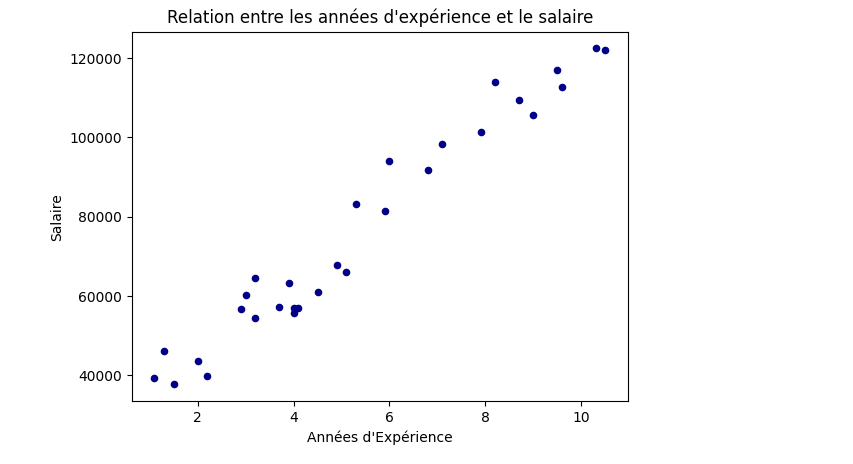 Relation entre les années d'expérience et le salaire
120000
100000
80000
60000
40000
Salaire
2 4 6 8 10
Années d'Expérience